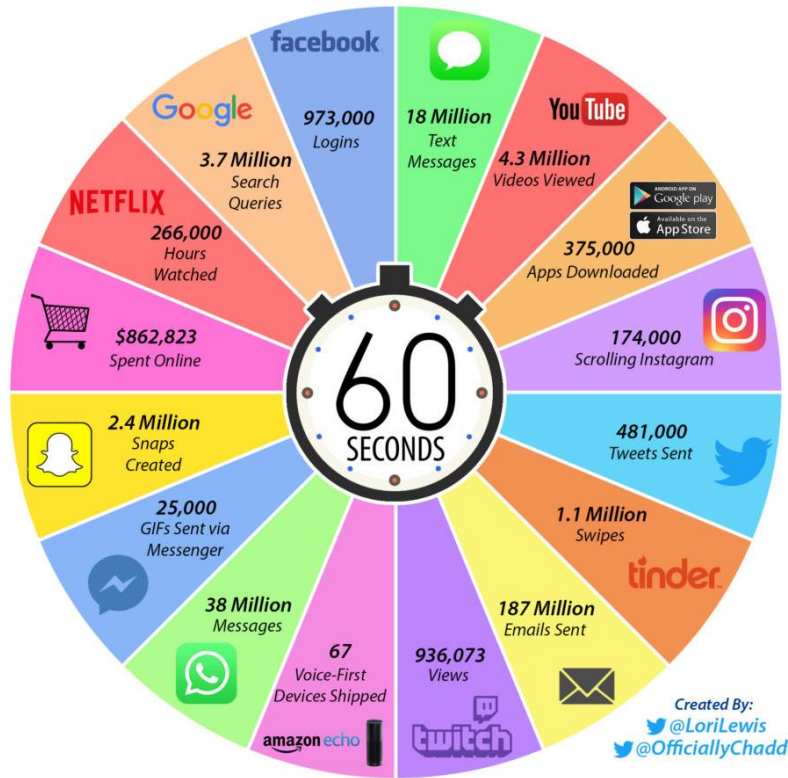 facebook
973,000
Logins
18 Million
Text
Messages
YouTube
4.3 Million
Videos Viewed
ANDROID APP ON
Google play
Available on the
App Store
375,000
Apps Downloaded
174,000
Scrolling Instagram
481,000
Tweets Sent
1.1 Million
Swipes
tinder
187 Million
Emails Sent
936,073
Views
twitch
67
Voice-First
Devices Shipped
amazon echo
38 Million
Messages
25,000
GIFs Sent via
Messenger
2.4 Million
Snaps
Created
$862,823
Spent Online
NETFLIX
266,000
Hours
Watched
Google
3.7 Million
Search
Queries
60
SECONDS
Created By:
@LoriLewis
@OfficiallyChadd